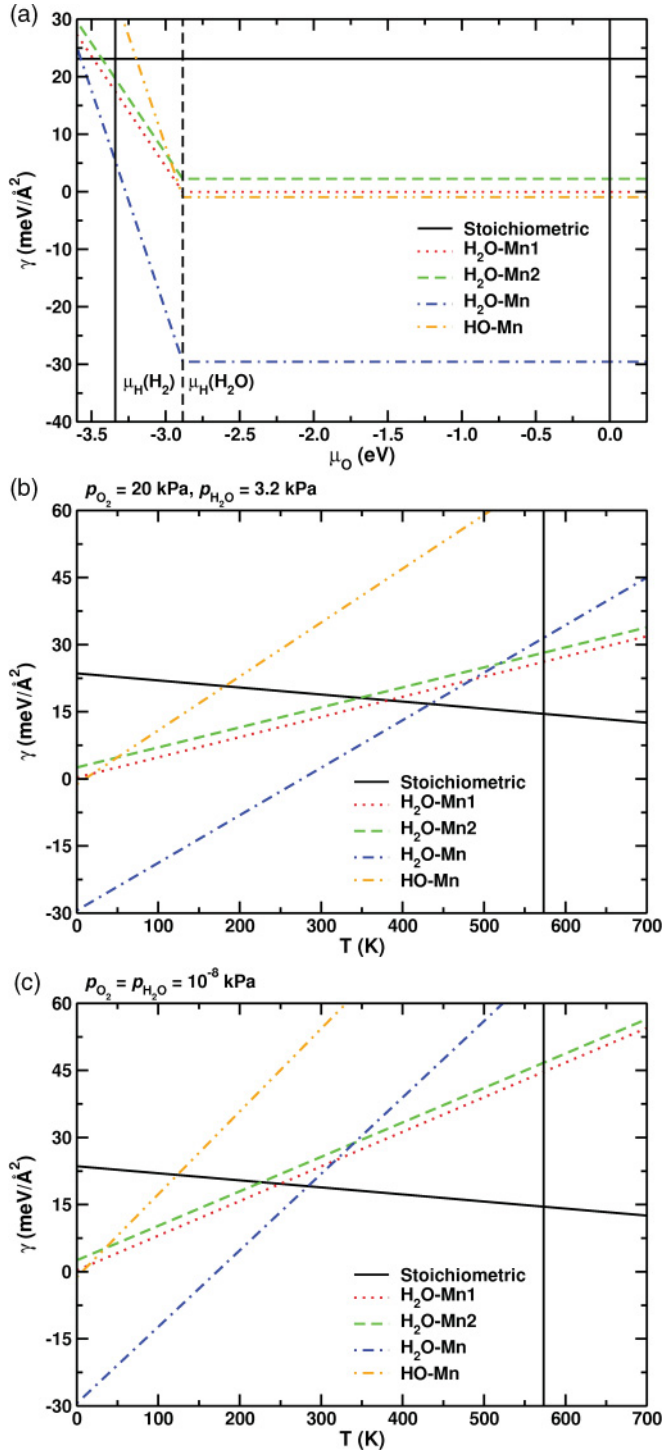 (a)
30
20
10
0
-10
-20
-30
-40
γ (meV/Å²)
Stoichiometric
H₂O-Mn1
H₂O-Mn2
H₂O-Mn
HO-Mn
μH(H₂) μH(H₂O)
-3.5 -3.0 -2.5 -2.0 -1.5 -1.0 -0.5 0.0
μO (eV)
(b)
pO₂ = 20 kPa, pH₂O = 3.2 kPa
60
45
30
15
0
-15
-30
γ (meV/Å²)
Stoichiometric
H₂O-Mn1
H₂O-Mn2
H₂O-Mn
HO-Mn
0 100 200 300 400 500 600 700
T (K)
(c)
pO₂ = pH₂O = 10⁻⁸ kPa
60
45
30
15
0
-15
-30
γ (meV/Å²)
Stoichiometric
H₂O-Mn1
H₂O-Mn2
H₂O-Mn
HO-Mn
0 100 200 300 400 500 600 700
T (K)